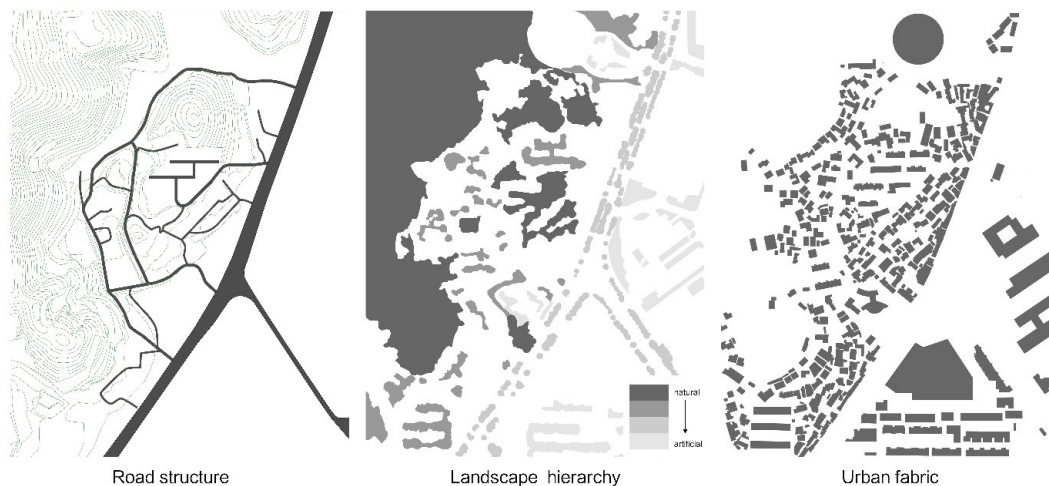 natural
artificial
Road structure
Landscape hierarchy
Urban fabric